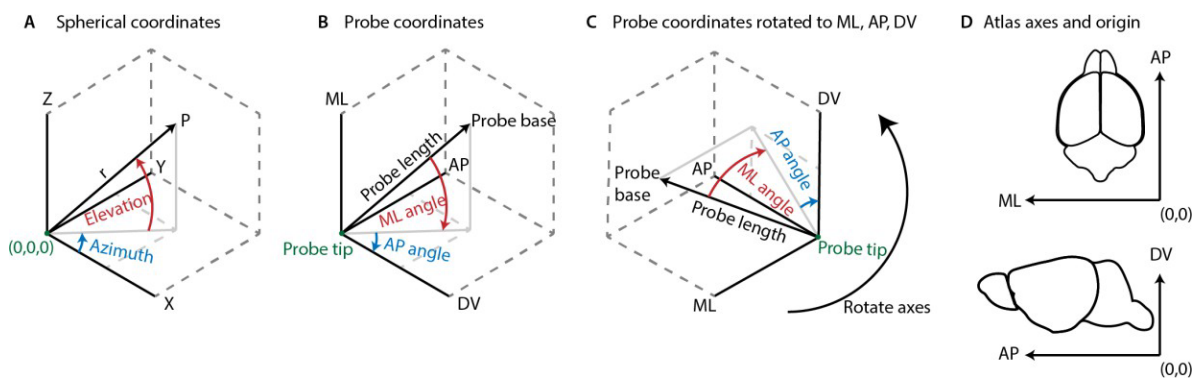 A Spherical coordinates
Z
P
r
Y
Elevation
(0,0,0)
Azimuth
X
B Probe coordinates
ML
Probe base
Probe length
AP
ML angle
Probe tip
AP angle
DV
C Probe coordinates rotated to ML, AP, DV
DV
AP angle
Probe
base
AP
ML angle
Probe length
Probe tip
ML
Rotate axes
D Atlas axes and origin
AP
ML
(0,0)
DV
AP
(0,0)